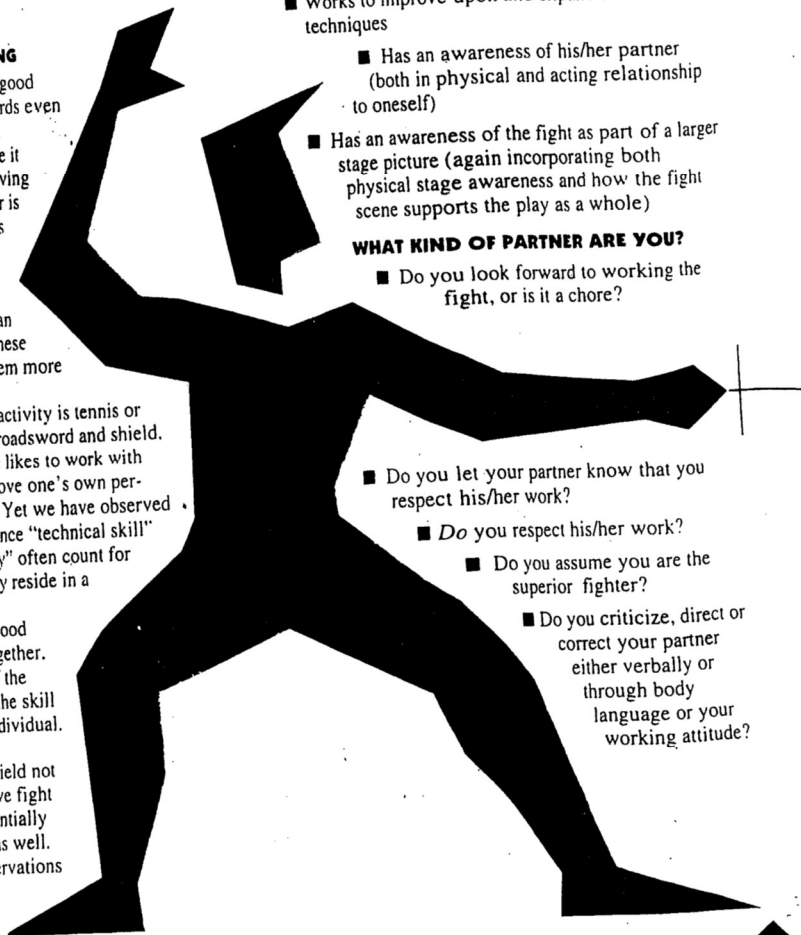 NG
good
rds even
e it
ving
r is
s
an
hese
em more
activity is tennis or
roadsword and shield.
likes to work with
ove one's own per-
Yet we have observed
nce "technical skill"
y" often count for
y reside in a
ood
gether.
the
he skill
dividual.
ield not
ve fight
ntially
s well.
rvations
■ Works to improve upon and
techniques
■ Has an awareness of his/her partner
(both in physical and acting relationship
to oneself)
■ Has an awareness of the fight as part of a larger
stage picture (again incorporating both
physical stage awareness and how the fight
scene supports the play as a whole)
WHAT KIND OF PARTNER ARE YOU?
■ Do you look forward to working the
fight, or is it a chore?
■ Do you let your partner know that you
respect his/her work?
■ Do you respect his/her work?
■ Do you assume you are the
superior fighter?
■ Do you criticize, direct or
correct your partner
either verbally or
through body
language or your
working attitude?